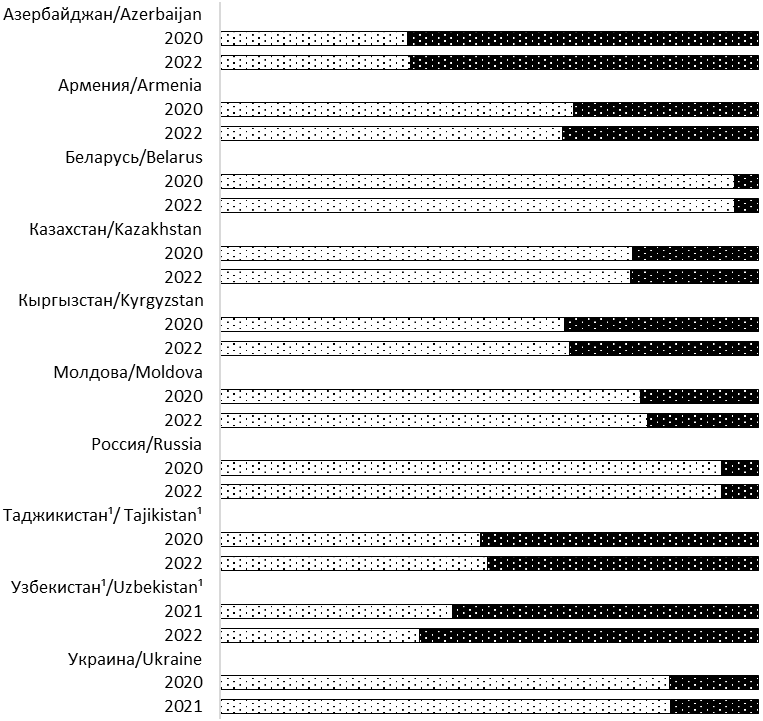 Азербайджан/Azerbaijan
2020
2022
Армения/Armenia
2020
2022
Беларусь/Belarus
2020
2022
Казахстан/Kazakhstan
2020
2022
Кыргызстан/Kyrgyzstan
2020
2022
Молдова/Moldova
2020
2022
Россия/Russia
2020
2022
Таджикистан¹/ Tajikistan¹
2020
2022
Узбекистан¹/Uzbekistan¹
2021
2022
Украина/Ukraine
2020
2021